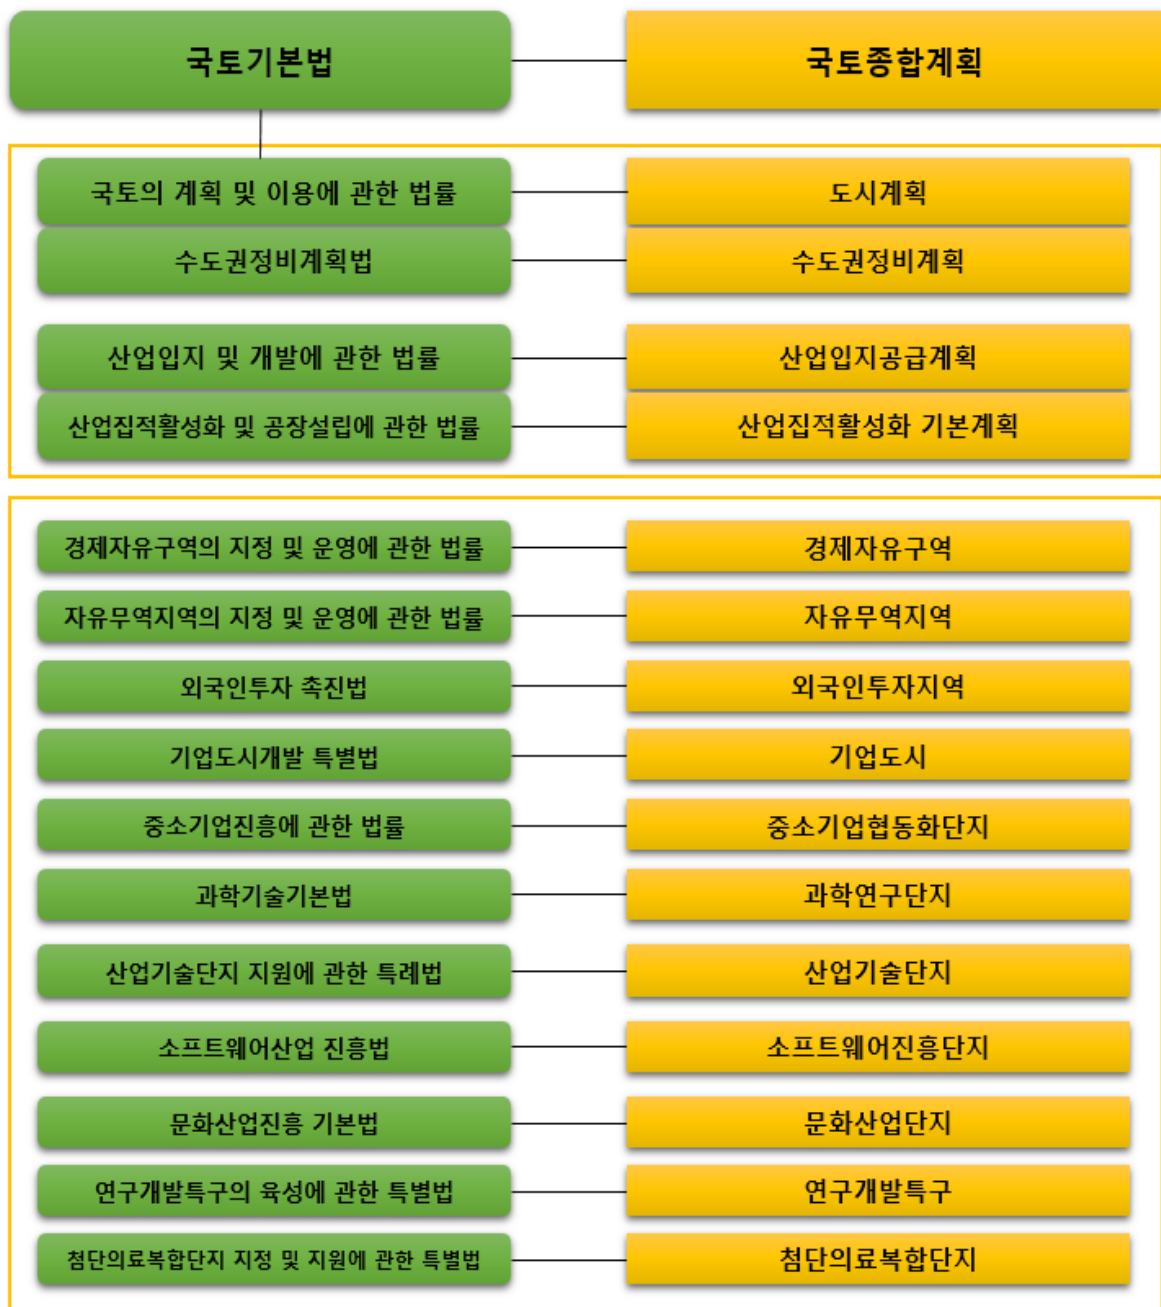 국토기본법
국토종합계획
국토의 계획 및 이용에 관한 법률
도시계획
수도권정비계획법
수도권정비계획
산업입지 및 개발에 관한 법률
산업입지공급계획
산업집적활성화 및 공장설립에 관한 법률
산업집적활성화 기본계획
경제자유구역의 지정 및 운영에 관한 법률
경제자유구역
자유무역지역의 지정 및 운영에 관한 법률
자유무역지역
외국인투자 촉진법
외국인투자지역
기업도시개발 특별법
기업도시
중소기업진흥에 관한 법률
중소기업협동화단지
과학기술기본법
과학연구단지
산업기술단지 지원에 관한 특례법
산업기술단지
소프트웨어산업 진흥법
소프트웨어진흥단지
문화산업진흥 기본법
문화산업단지
연구개발특구의 육성에 관한 특별법
연구개발특구
첨단의료복합단지 지정 및 지원에 관한 특별법
첨단의료복합단지